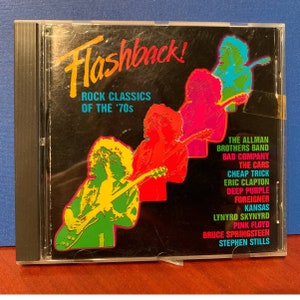 Flashback!
ROCK CLASSICS
OF THE '70s
THE ALLMAN
BROTHERS BAND
BAD COMPANY
THE CARS
CHEAP TRICK
ERIC CLAPTON
DEEP PURPLE
FOREIGNER
KANSAS
LYNYRD SKYNYRD
PINK FLOYD
BRUCE SPRINGSTEEN
STEPHEN STILLS